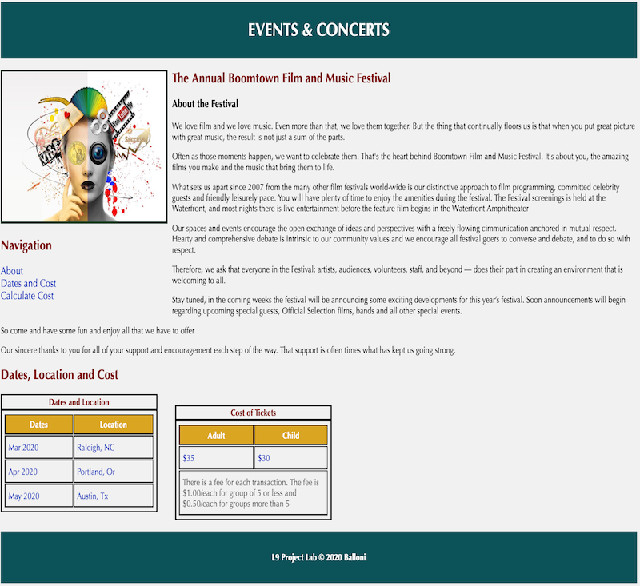 EVENTS & CONCERTS
The Annual Boomtown Film and Music Festival
About the Festival
We love film and we love music. Even more than that, we love them together. But the thing that continually floors us is that when you put great picture
with great music, the result is not just a sum of the parts.
Often as those moments happen, we want to celebrate them. That's the heart behind Boomtown Film and Music Festival. It's about you, the amazing
films you make and the music that bring them to life.
What sets us apart since 2007 from the many other film festivals world-wide is our distinctive approach to film programming, committed celebrity
guests and friendly leisurely pace. You will have plenty of time to enjoy the amenities during the festival. The festival screenings is held at the
Waterfront, and most nights there is live entertainment before the feature film begins in the Waterfront Amphitheater
Our spaces and events encourage the open exchange of ideas and perspectives with a freely flowing communication anchored in mutual respect.
Hearty and comprehensive debate is intrinsic to our community values and we encourage all festival goers to converse and debate, and to do so with
respect.
Therefore, we ask that everyone in the Festival: artists, audiences, volunteers, staff, and beyond — does their part in creating an environment that is
welcoming to all.
Stay tuned, in the coming weeks the festival will be announcing some exciting developments for this year's festival. Soon announcements will begin
regarding upcoming special guests, Official Selection films, bands and all other special events.
Navigation
About
Dates and Cost
Calculate Cost
So come and have some fun and enjoy all that we have to offer
Our sincere thanks to you for all of your support and encouragement each step of the way. That support is often times what has kept us going strong.
Dates, Location and Cost
Dates and Location
Dates Location
Mar 2020 Raleigh, NC
Apr 2020 Portland, Or
May 2020 Austin, Tx
Cost of Tickets
Adult Child
$35 $30
There is a fee for each transaction. The fee is
$1.00/each for group of 5 or less and
$0.50/each for groups more than 5
L9 Project Lab © 2020 Balloni